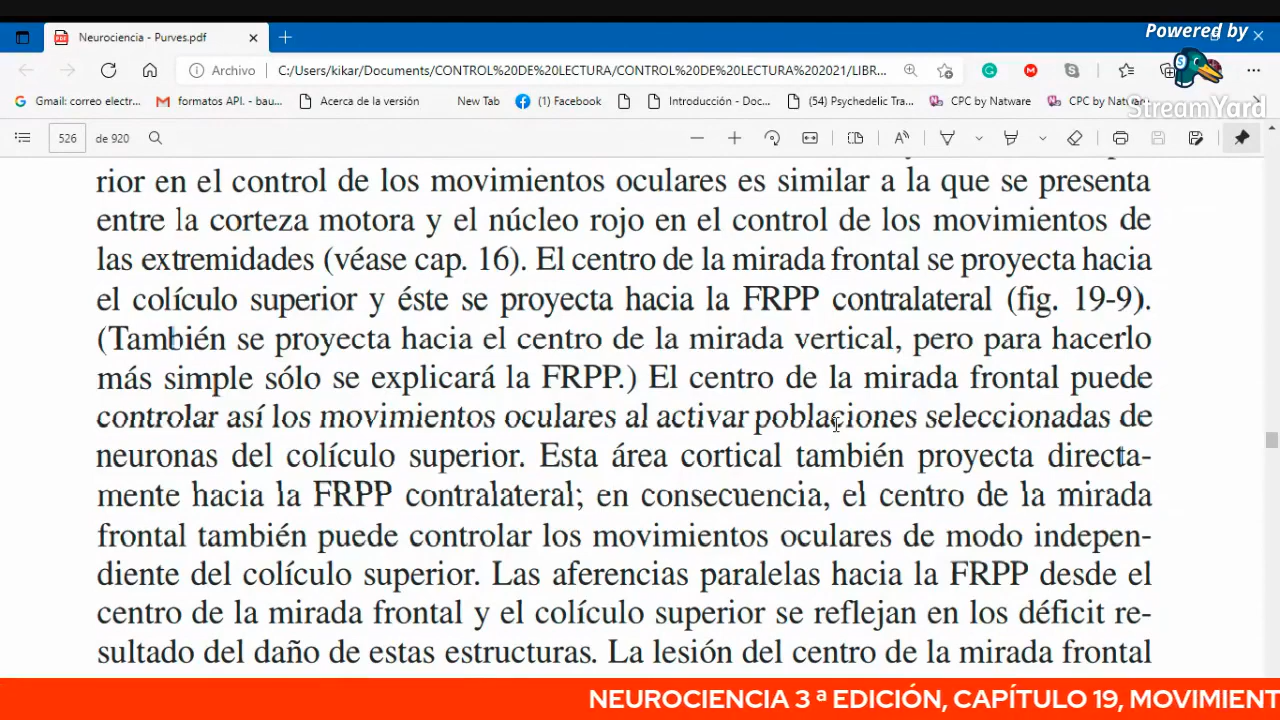 Powered by
Neurociencia - Purves.pdf
Archivo
C:/Users/kikar/Documents/CONTROL%20DE%20LECTURA/CONTROL%20DE%20LECTURA%202021/LIBR...
Gmail: correo electr...
formatos API. - bau...
Acerca de la versión
New Tab
(1) Facebook
Introducción - Doc...
(54) Psychedelic Tra...
CPC by Natware
CPC by Natware
StreamYard
526
de 920
rior en el control de los movimientos oculares es similar a la que se presenta
entre la corteza motora y el núcleo rojo en el control de los movimientos de
las extremidades (véase cap. 16). El centro de la mirada frontal se proyecta hacia
el colículo superior y éste se proyecta hacia la FRPP contralateral (fig. 19-9).
(También se proyecta hacia el centro de la mirada vertical, pero para hacerlo
más simple sólo se explicará la FRPP.) El centro de la mirada frontal puede
controlar así los movimientos oculares al activar poblaciones seleccionadas de
neuronas del colículo superior. Esta área cortical también proyecta directa-
mente hacia la FRPP contralateral; en consecuencia, el centro de la mirada
frontal también puede controlar los movimientos oculares de modo indepen-
diente del colículo superior. Las aferencias paralelas hacia la FRPP desde el
centro de la mirada frontal y el colículo superior se reflejan en los déficit re-
sultado del daño de estas estructuras. La lesión del centro de la mirada frontal
NEUROCIENCIA 3 ª EDICIÓN, CAPÍTULO 19, MOVIMIENT